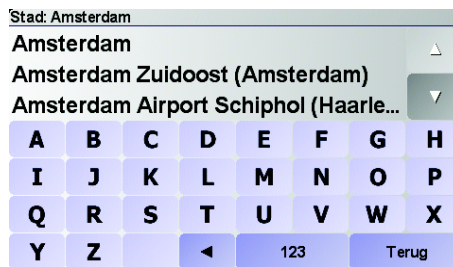 Stad: Amsterdam
Amsterdam
Amsterdam Zuidoost (Amsterdam)
Amsterdam Airport Schiphol (Haarle...
A B C D E F G H
I J K L M N O P
Q R S T U V W X
Y Z 123 Terug